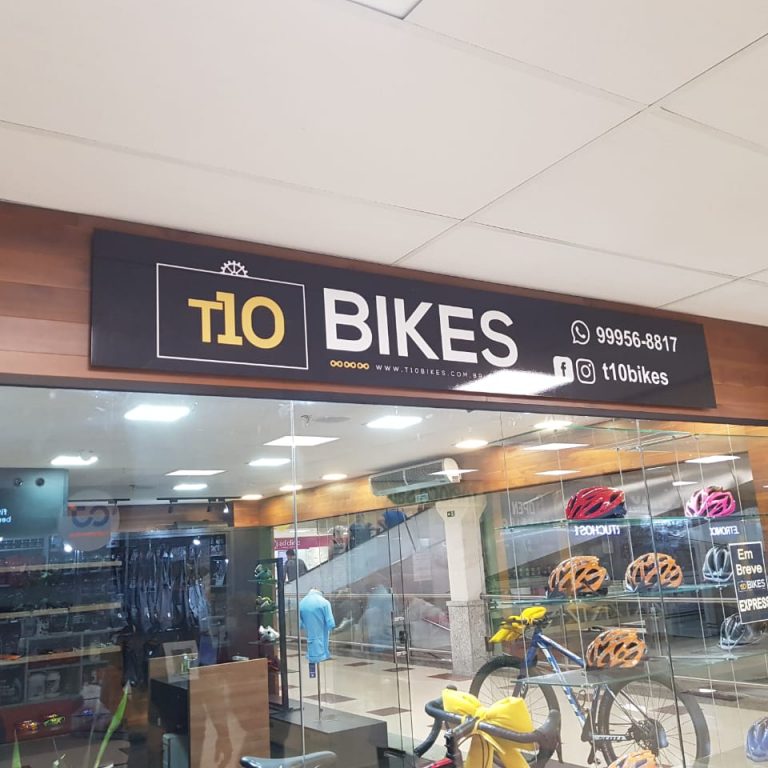 T10
BIKES
99956-8817
WWW.T10BIKES.COM.BR
t10bikes
Em
Breve
BIKES
EXPRESS